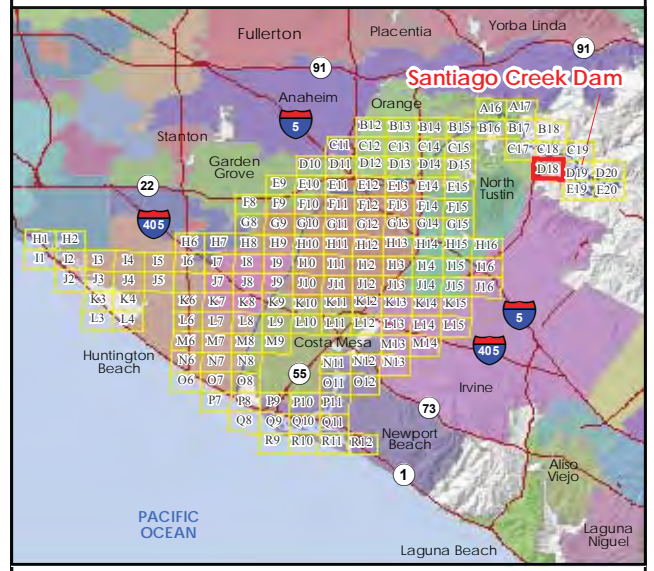 Fullerton
Placentia
Yorba Linda
91
91
Santiago Creek Dam
Anaheim
Orange
A16 A17
5
B12 B13 B14 B15 B16 B17 B18
Stanton
C11 C12 C13 C14 C15 C17 C18 C19
Garden
Grove
D10 D11 D12 D13 D14 D15 D18 D19 D20
22
E9 E10 E11 E12 E13 E14 E15 E19 E20
North
Tustin
F8 F9 F10 F11 F12 F13 F14 F15
405
G8 G9 G10 G11 G12 G13 G14 G15
H1 H2 H6 H7 H8 H9 H10 H11 H12 H13 H14 H15 H16
I1 I2 I3 I4 I5 I6 I7 I8 I9 I10 I11 I12 I13 I14 I15 I16
J2 J3 J4 J5 J7 J8 J9 J10 J11 J12 J13 J14 J15 J16
K3 K4 K6 K7 K8 K9 K10 K11 K12 K13 K14 K15
5
L3 L4 L6 L7 L8 L9 L10 L11 L12 L13 L14 L15
M6 M7 M8 M9 Costa Mesa M13 M14
405
Huntington
Beach
N6 N7 N8 N11 N12 N13
55
O6 O7 O8 O11 O12
Irvine
P7 P8 P9 P10 P11
73
Q8 Q9 Q10 Q11
Newport
Beach
R9 R10 R11 R12
1
Aliso
Viejo
PACIFIC
OCEAN
Laguna
Niguel
Laguna Beach